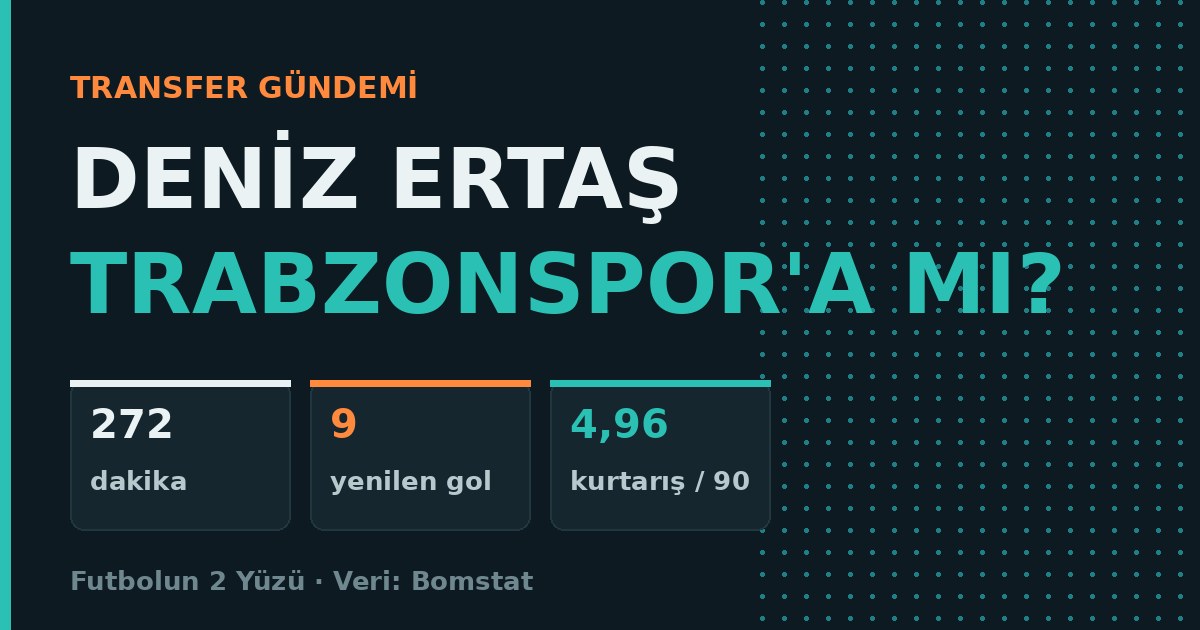 TRANSFER GÜNDEMİ
DENİZ ERTAŞ
TRABZONSPOR'A MI?
272
dakika
9
yenilen gol
4,96
kurtarış / 90
Futbolun 2 Yüzü · Veri: Bomstat